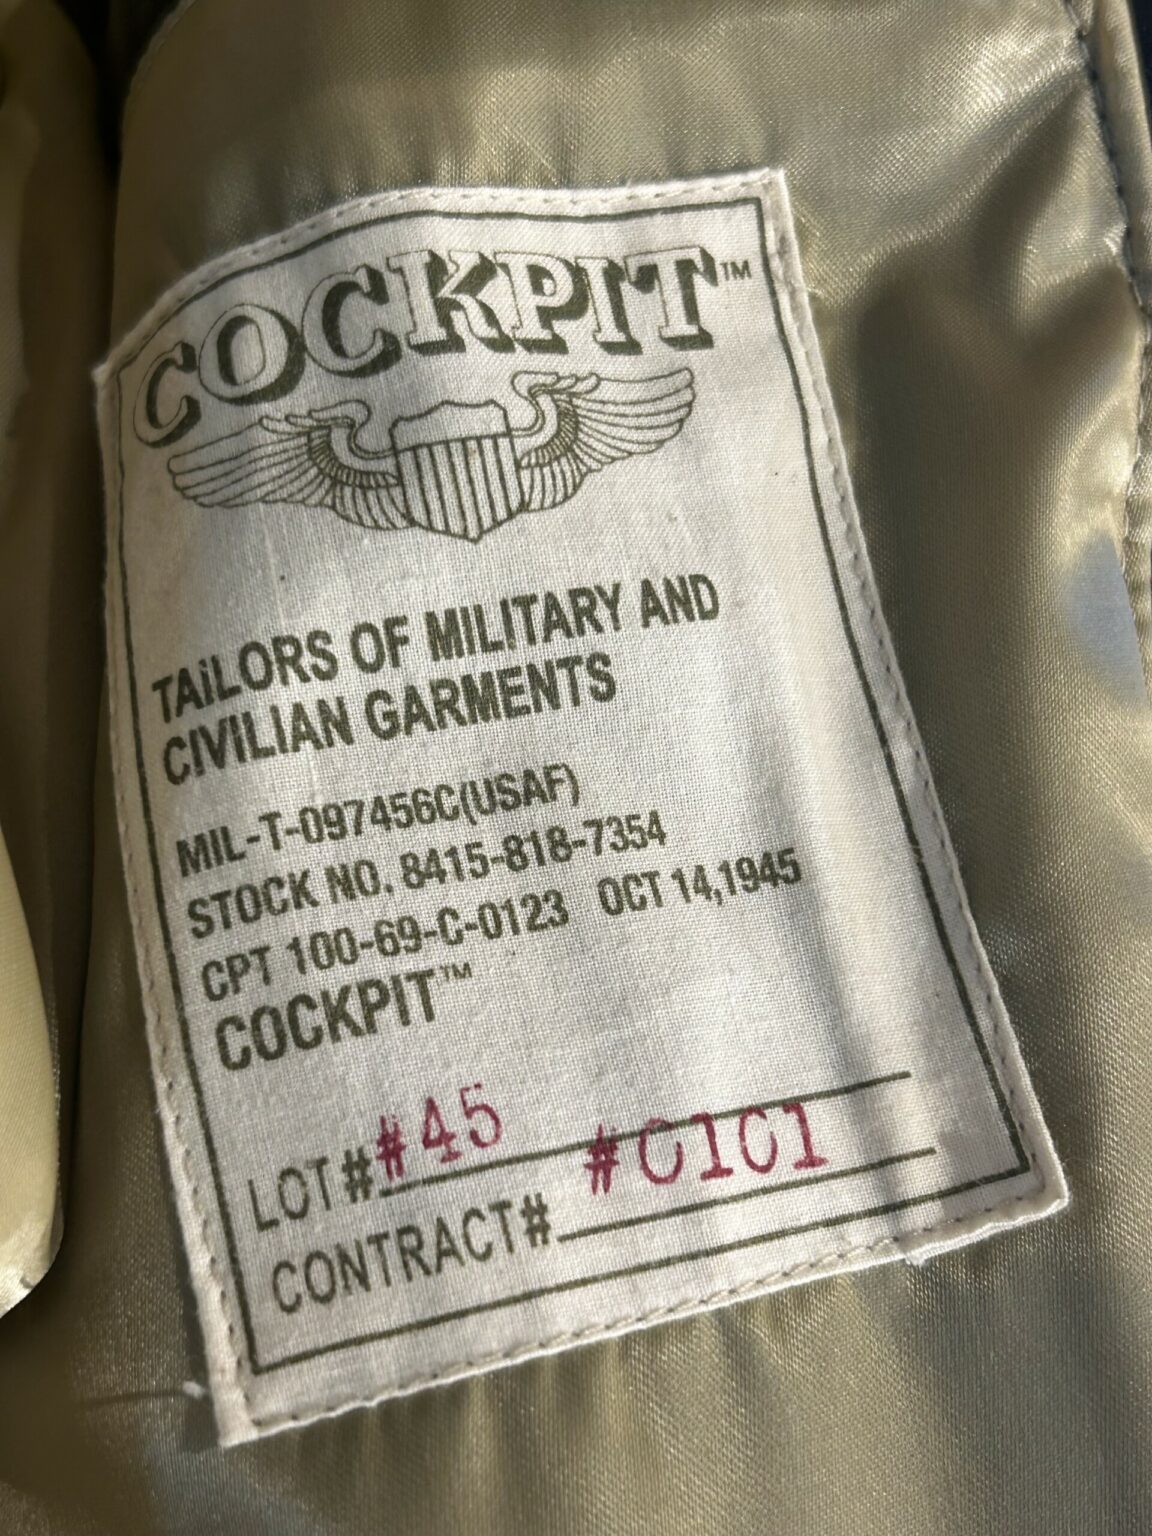 COCKPIT™
TAiLORS OF MILITARY AND
CIVILIAN GARMENTS
MIL-T-097456C(USAF)
STOCK NO. 8415-818-7354
CPT 100-69-C-0123 OCT 14,1945
COCKPIT™
LOT# #45
CONTRACT# #0101